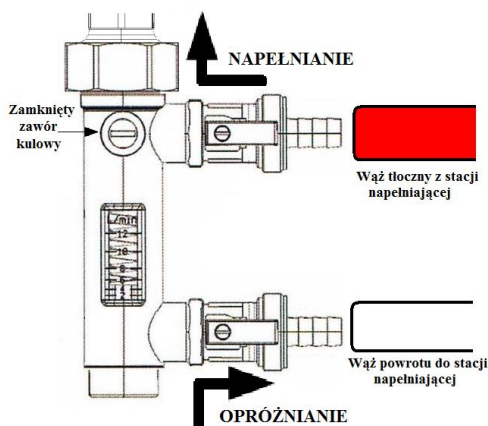 NAPEŁNIANIE
Zamknięty
zawór
kulowy
Wąż tłoczny z stacji
napełniającej
L/min
12
10
8
6
4
2
Wąż powrotu do stacji
napełniającej
OPRÓŻNIANIE